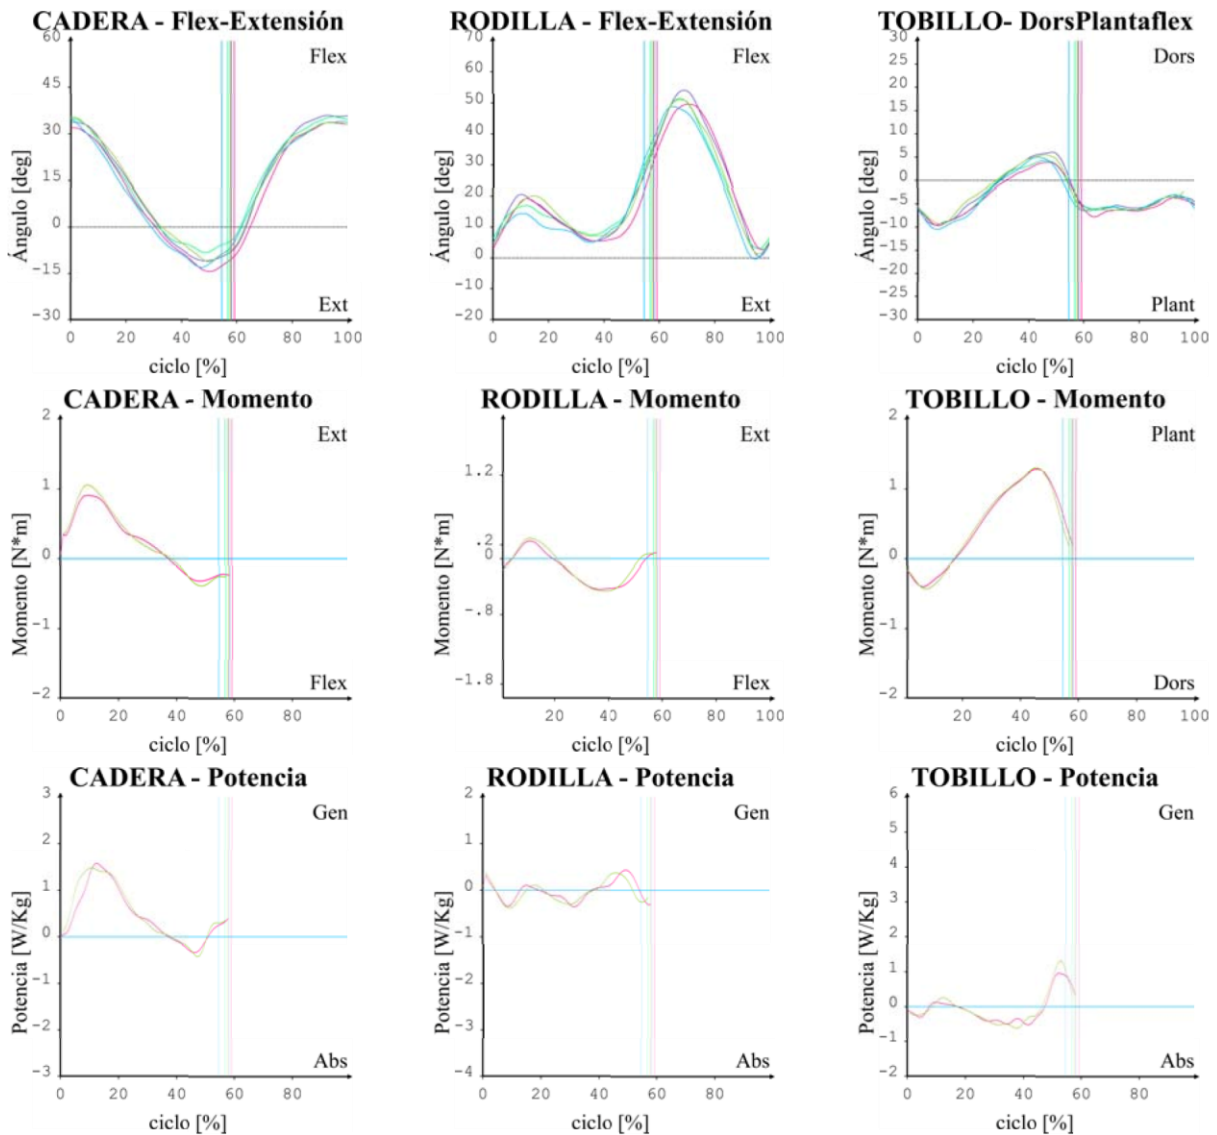 CADERA - Flex-Extensión
RODILLA - Flex-Extensión
TOBILLO- DorsPlantaflex
60
45
30
15
0
-15
-30
Flex
Ext
Ángulo [deg]
0 20 40 60 80 100
ciclo [%]
70
60
50
40
30
20
10
0
-10
-20
Flex
Ext
Ángulo [deg]
0 20 40 60 80 100
ciclo [%]
30
25
20
15
10
5
0
-5
-10
-15
-20
-25
-30
Dors
Plant
Ángulo [deg]
0 20 40 60 80 100
ciclo [%]
CADERA - Momento
RODILLA - Momento
TOBILLO - Momento
2
1
0
-1
-2
Ext
Flex
Momento [N*m]
0 20 40 60 80
ciclo [%]
1.2
.2
-.8
-1.8
Ext
Flex
Momento [N*m]
20 40 60 80 100
ciclo [%]
2
1
0
-1
-2
Plant
Dors
Momento [N*m]
20 40 60 80 100
ciclo [%]
CADERA - Potencia
RODILLA - Potencia
TOBILLO - Potencia
3
2
1
0
-1
-2
-3
Gen
Abs
Potencia [W/Kg]
0 20 40 60 80
ciclo [%]
2
1
0
-1
-2
-3
-4
Gen
Abs
Potencia [W/Kg]
0 20 40 60 80
ciclo [%]
6
5
4
3
2
1
0
-1
-2
Gen
Abs
Potencia [W/Kg]
0 20 40 60 80 100
ciclo [%]